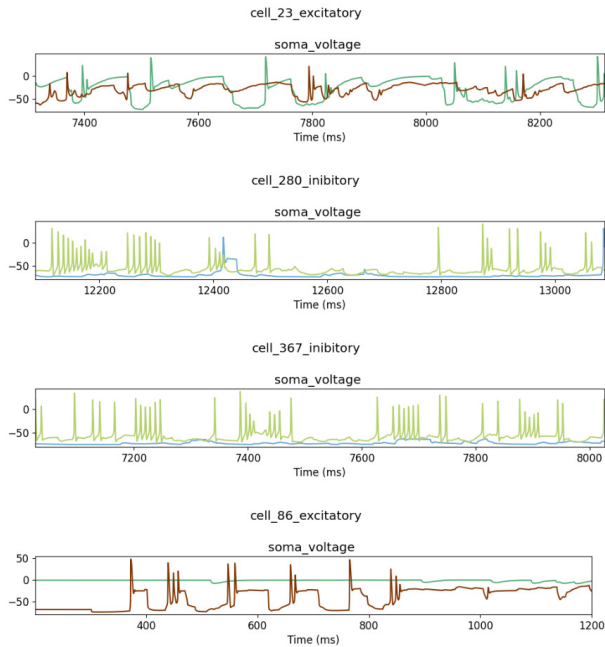 cell_23_excitatory
soma_voltage
0
−50
7400 7600 7800 8000 8200
Time (ms)
cell_280_inibitory
soma_voltage
0
−50
12200 12400 12600 12800 13000
Time (ms)
cell_367_inibitory
soma_voltage
0
−50
7200 7400 7600 7800 8000
Time (ms)
cell_86_excitatory
soma_voltage
50
0
−50
400 600 800 1000 1200
Time (ms)